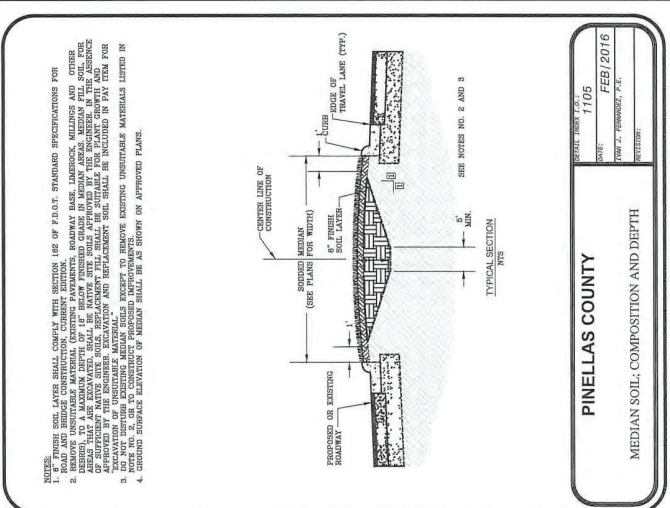 NOTES:
1. 6" FINISH SOIL LAYER SHALL COMPLY WITH SECTION 162 OF F.D.O.T. STANDARD SPECIFICATIONS FOR
ROAD AND BRIDGE CONSTRUCTION, CURRENT EDITION.
2. REMOVE UNSUITABLE MATERIAL (EXISTING PAVEMENTS, ROADWAY BASE, LIMEROCK, MILLINGS AND OTHER
DEBRIS), TO A MAXIMUM DEPTH OF 18" BELOW FINISHED GRADE IN MEDIAN AREAS. MEDIAN FILL SOIL, FOR
AREAS THAT ARE EXCAVATED, SHALL BE NATIVE SITE SOILS APPROVED BY THE ENGINEER. IN THE ABSENCE
OF SUFFICIENT NATIVE SITE SOILS, REPLACEMENT FILL SHALL BE SUITABLE FOR PLANT GROWTH AND
APPROVED BY THE ENGINEER. EXCAVATION AND REPLACEMENT SOIL SHALL BE INCLUDED IN PAY ITEM FOR
"EXCAVATION OF UNSUITABLE MATERIAL"
3. DO NOT DISTURB EXISTING MEDIAN SOILS EXCEPT TO REMOVE EXISTING UNSUITABLE MATERIALS LISTED IN
NOTE NO. 2, OR TO CONSTRUCT PROPOSED IMPROVEMENTS.
4. GROUND SURFACE ELEVATION OF MEDIAN SHALL BE AS SHOWN ON APPROVED PLANS.
CENTER LINE OF
CONSTRUCTION
SODDED MEDIAN
(SEE PLANS FOR WIDTH)
PROPOSED OR EXISTING
ROADWAY
1'
6" FINISH
SOIL LAYER
1'
CURB
EDGE OF
TRAVEL LANE (TYP.)
1
1
5'
MIN.
SEE NOTES NO. 2 AND 3
TYPICAL SECTION
NTS
PINELLAS COUNTY
MEDIAN SOIL; COMPOSITION AND DEPTH
DETAIL INDEX I.D.:
1105
DATE:
FEB/2016
IVAN J. FERNANDEZ, P.E.
REVISION: